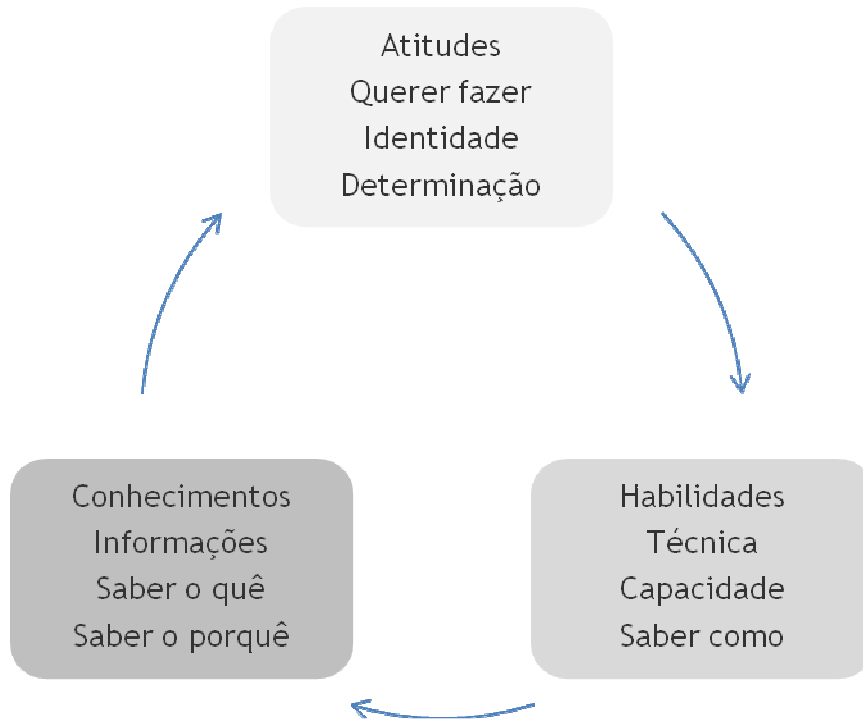 Atitudes
Querer fazer
Identidade
Determinação
Conhecimentos
Informações
Saber o quê
Saber o porquê
Habilidades
Técnica
Capacidade
Saber como